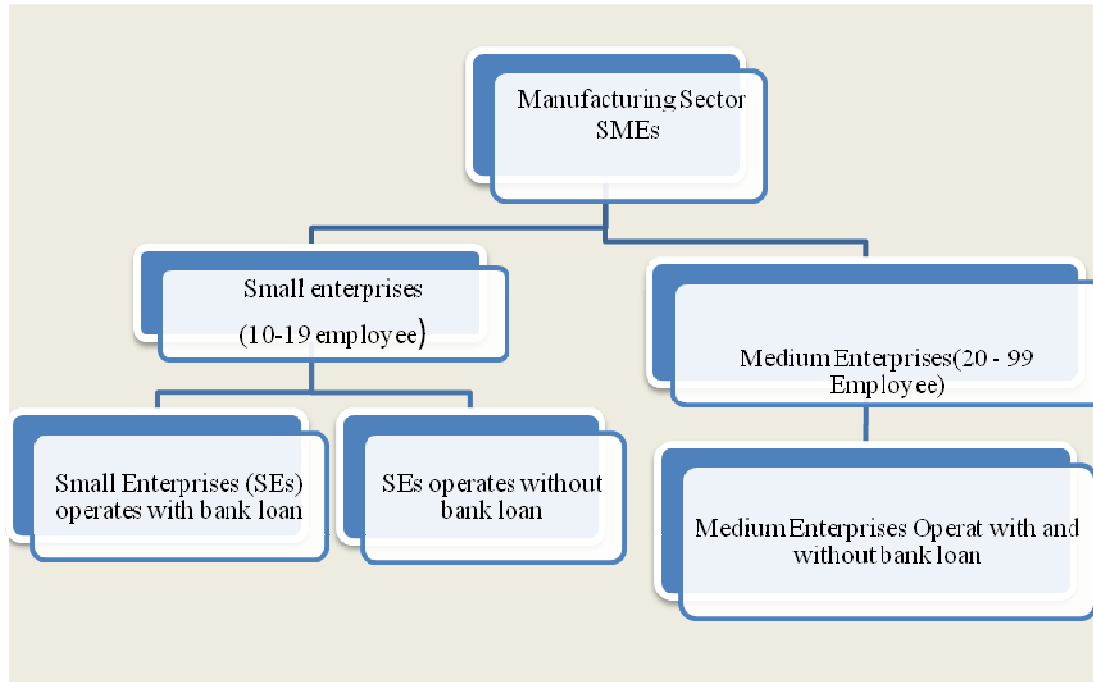 Manufacturing Sector
SMEs
Small enterprises
(10-19 employee)
Medium Enterprises(20 - 99
Employee)
Small Enterprises (SEs)
operates with bank loan
SEs operates without
bank loan
Medium Enterprises Operat with and
without bank loan